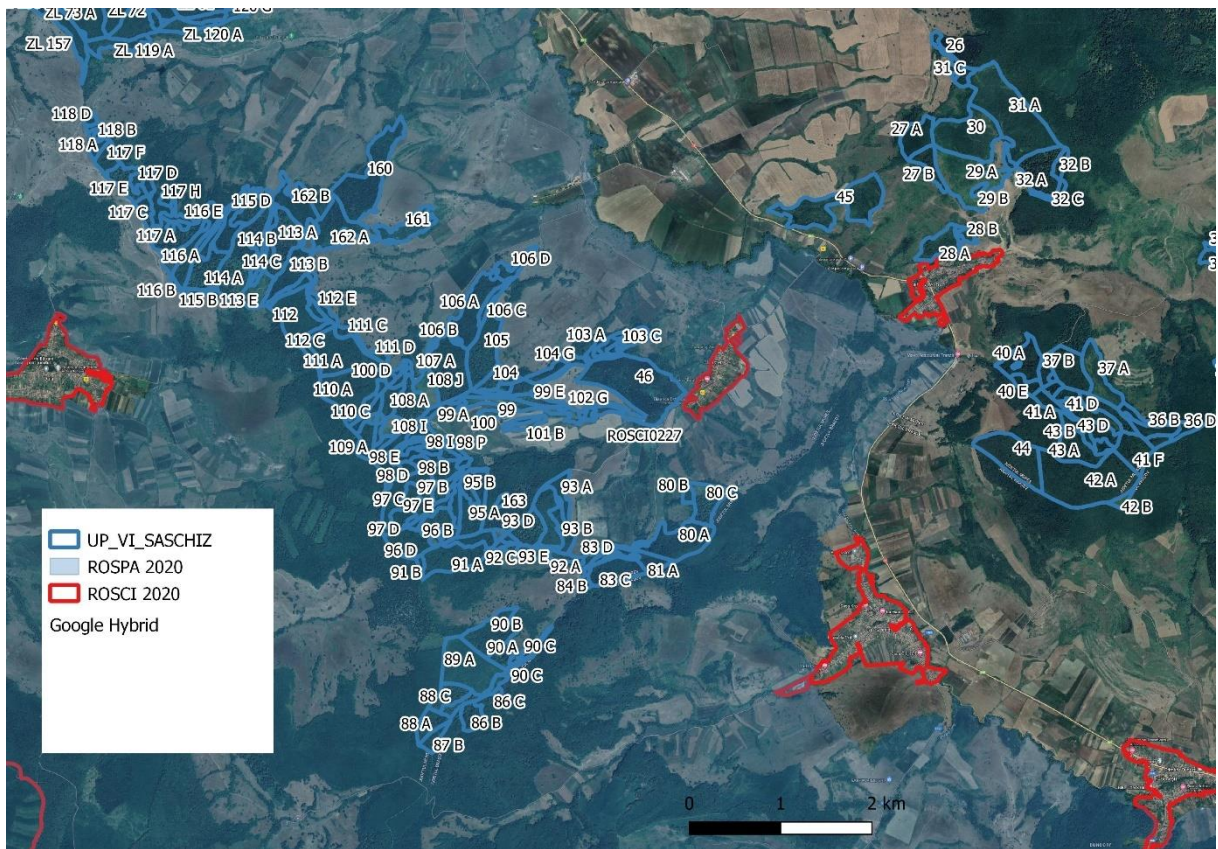 ZL 73 A
ZL 72
ZL 157
ZL 119 A
ZL 120 A
26
31 C
31 A
118 D
118 B
118 A
117 F
117 D
117 E
117 H
117 C
116 E
115 D
162 B
160
161
162 A
117 A
116 A
114 B
113 A
114 C
113 B
114 A
116 B
115 B
113 E
27 A
30
27 B
29 A
32 B
32 A
29 B
32 C
45
28 B
28 A
106 D
112 E
112
106 A
106 C
111 C
112 C
106 B
105
103 A
103 C
111 D
111 A
107 A
104 G
100 D
108 J
104
46
110 A
99 E
102 G
108 A
110 C
99 A
99
100
108 I
101 B
ROSCI0227
109 A
98 I
98 P
98 E
98 B
98 D
95 B
97 B
97 C
97 E
163
93 A
95 A
93 D
93 B
97 D
96 B
96 D
91 B
91 A
92 C
93 E
92 A
83 D
84 B
83 C
81 A
80 B
80 C
80 A
40 A
37 B
37 A
40 E
41 D
41 A
36 B
36 D
43 D
43 B
43 A
44
41 F
42 A
42 B
90 B
90 A
90 C
89 A
90 C
88 C
86 C
88 A
86 B
87 B
UP_VI_SASCHIZ
ROSPA 2020
ROSCI 2020
Google Hybrid
0 1 2 km